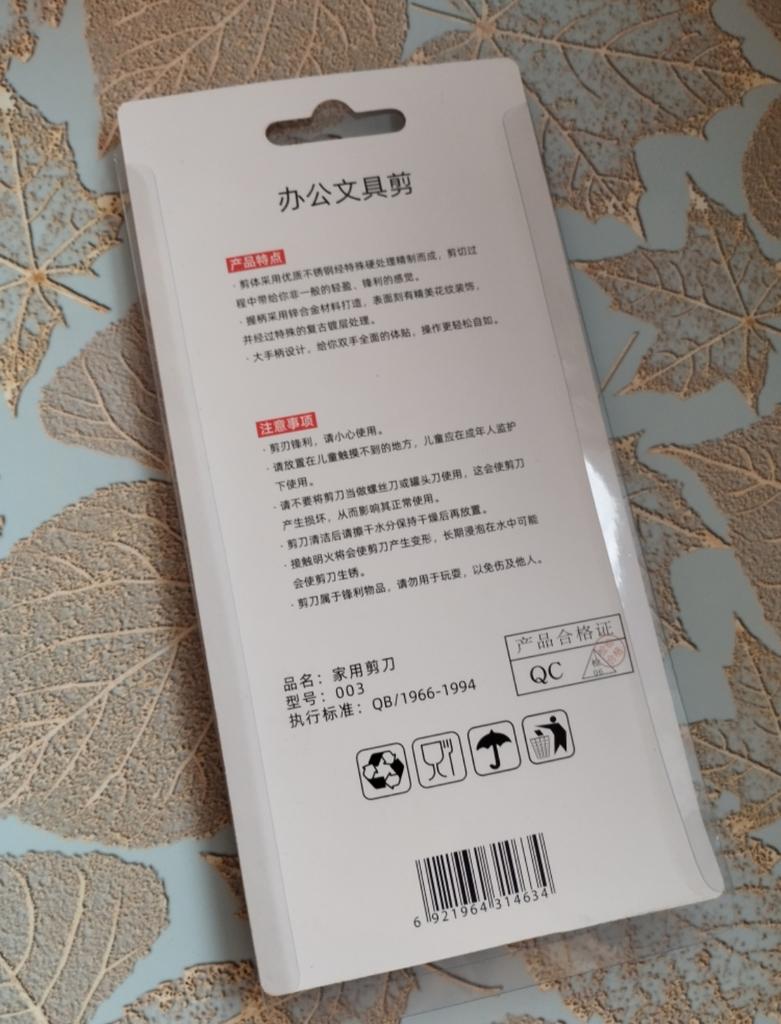 办公文具剪
产品特点
· 剪体采用优质不锈钢经特殊硬处理精制而成，剪切过
程中带给你非一般的轻盈、锋利的感觉。
· 握柄采用锌合金材料打造，表面刻有精美花纹装饰，
并经过特殊的复古镀层处理。
· 大手柄设计，给你双手全面的体贴，操作更轻松自如。
注意事项
· 剪刃锋利，请小心使用。
· 请放置在儿童触摸不到的地方，儿童应在成年人监护
下使用。
· 请不要将剪刀当做螺丝刀或罐头刀使用，这会使剪刀
产生损坏，从而影响其正常使用。
· 剪刀清洁后请擦干水分保持干燥后再放置。
· 接触明火将会使剪刀产生变形，长期浸泡在水中可能
会使剪刀生锈。
· 剪刀属于锋利物品，请勿用于玩耍，以免伤及他人。
产品合格证
QC
品名：家用剪刀
型号：003
执行标准：QB/1966-1994
6 921964 314634